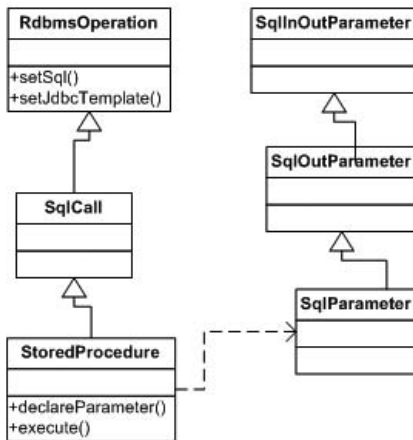 RdbmsOperation
+setSql()
+setJdbcTemplate()
SqlCall
StoredProcedure
+declareParameter()
+execute()
SqlInOutParameter
SqlOutParameter
SqlParameter